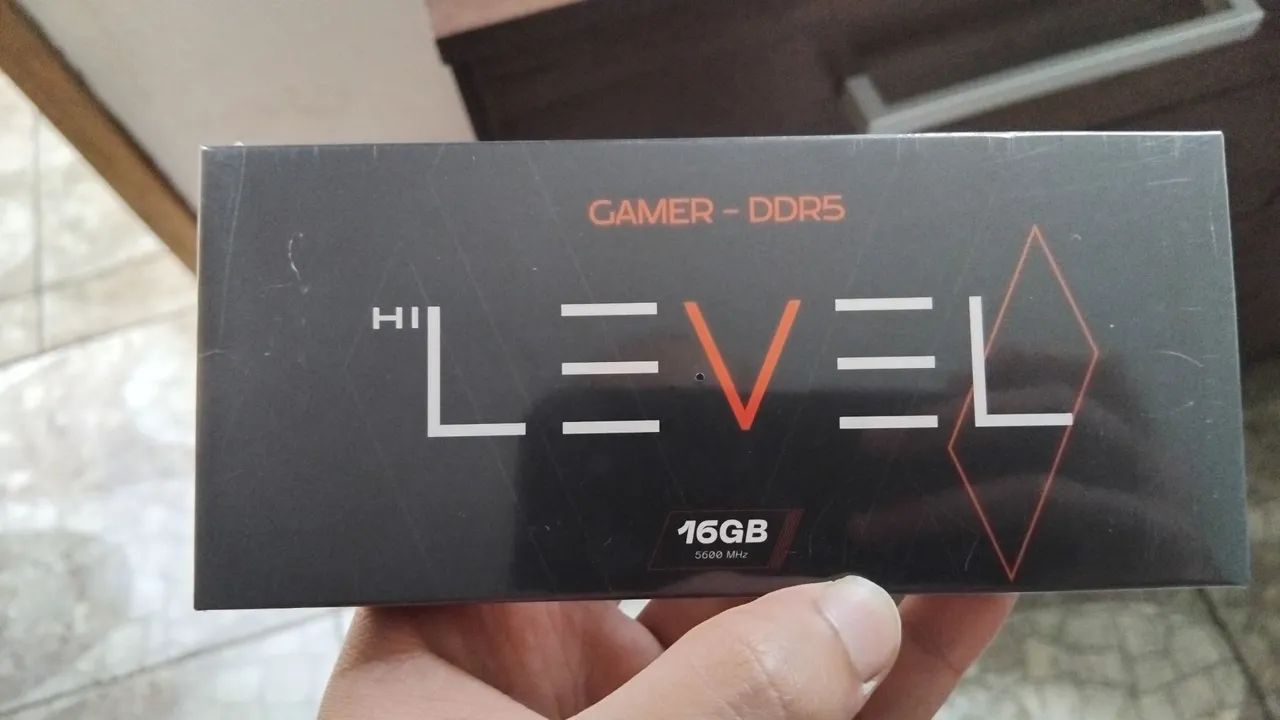 GAMER - DDR5
HI LEVEL
16GB
5600 MHz